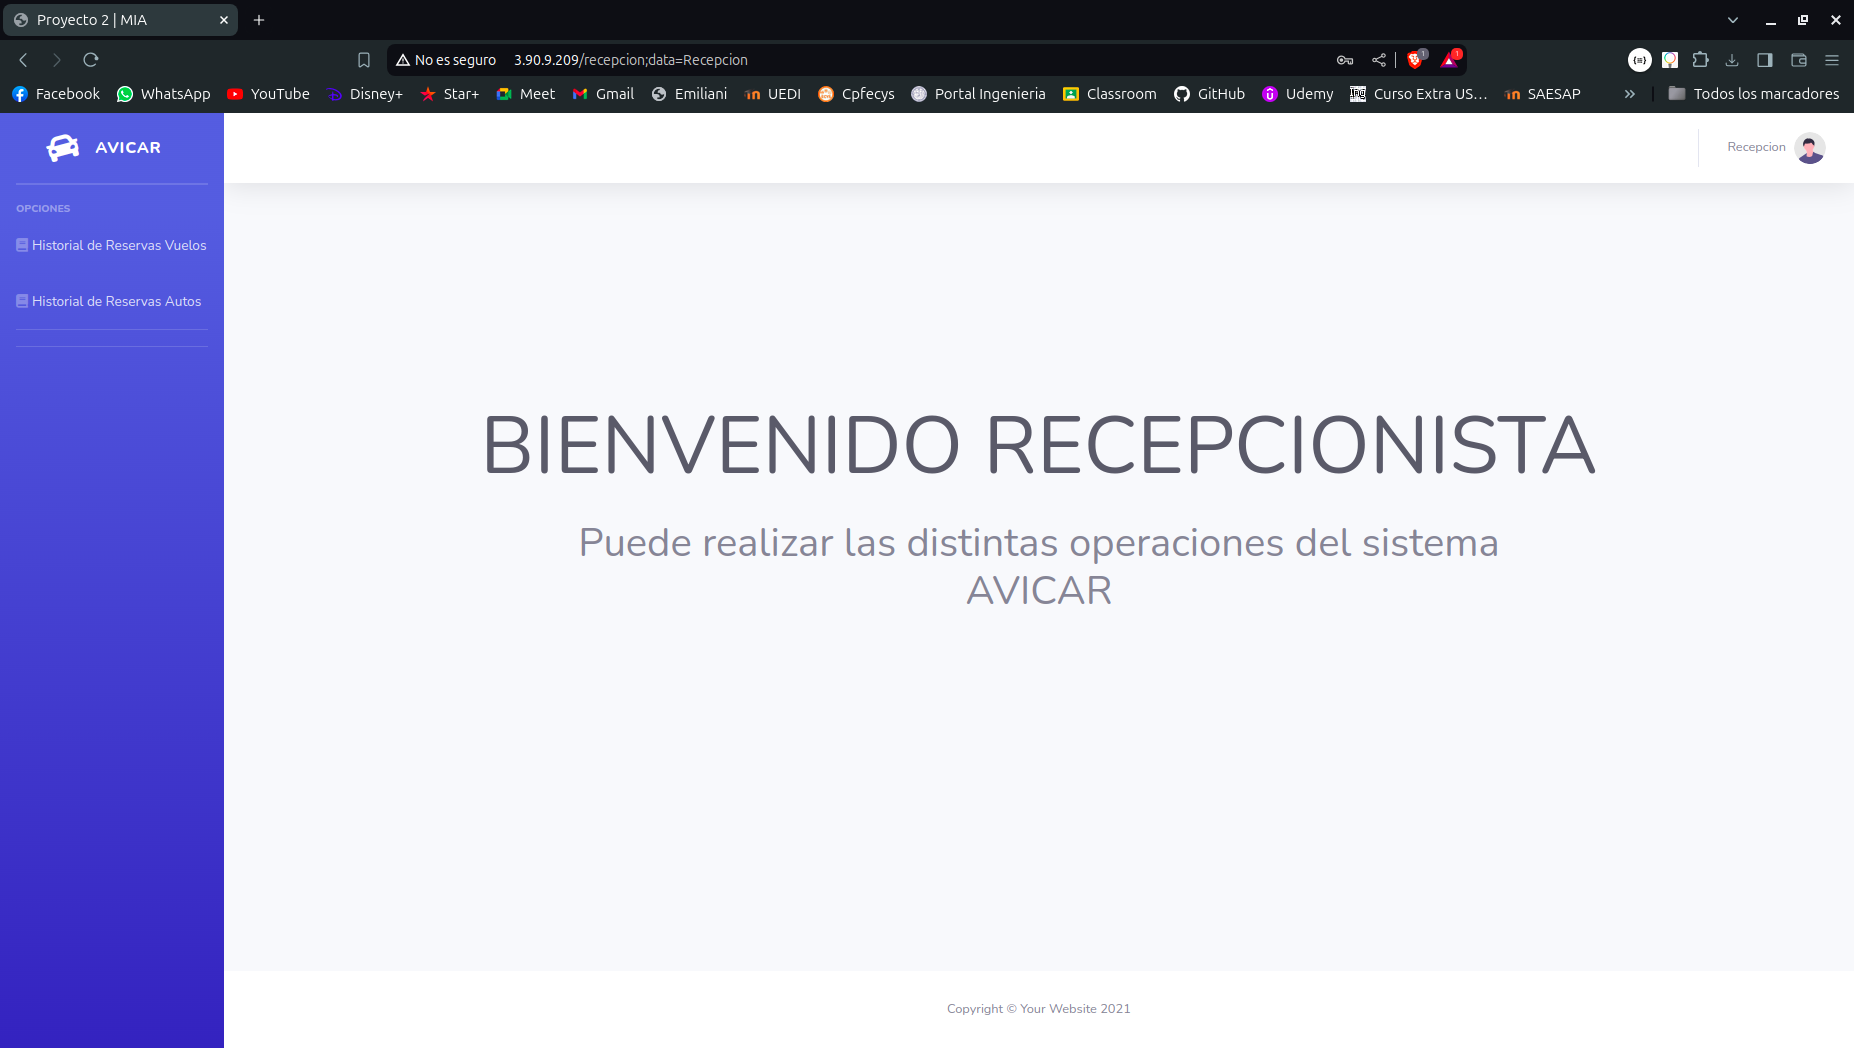 Proyecto 2 | MIA
No es seguro 3.90.9.209/recepcion;data=Recepcion
1 1
Facebook WhatsApp YouTube Disney+ Star+ Meet Gmail Emiliani UEDI Cpfecys Portal Ingenieria Classroom GitHub Udemy Curso Extra US... SAESAP » Todos los marcadores
AVICAR
Recepcion
OPCIONES
Historial de Reservas Vuelos
Historial de Reservas Autos
BIENVENIDO RECEPCIONISTA
Puede realizar las distintas operaciones del sistema
AVICAR
Copyright © Your Website 2021